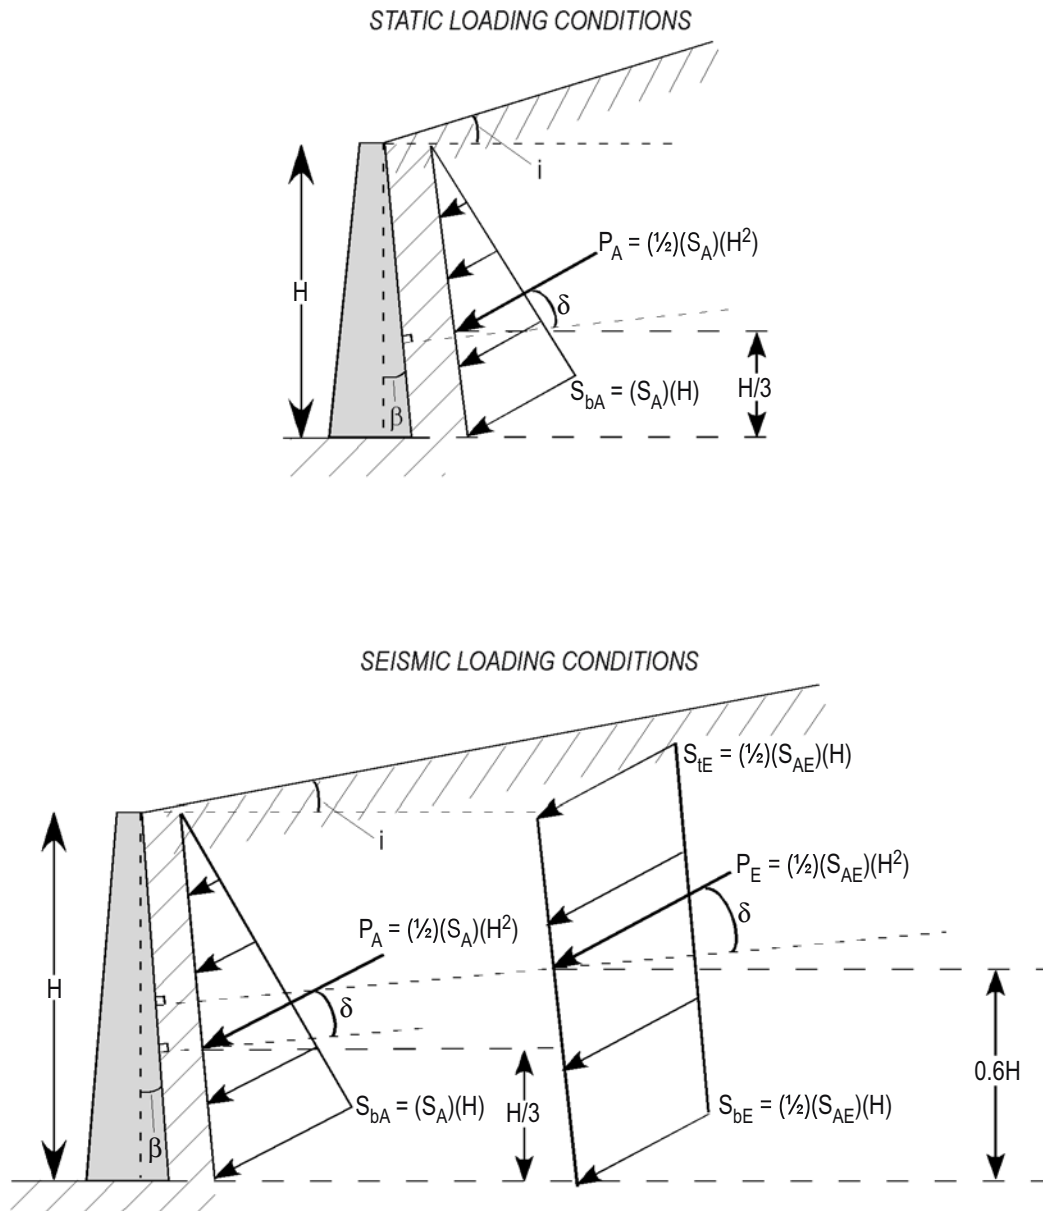 STATIC LOADING CONDITIONS
i
P_A = (½)(S_A)(H²)
H
δ
S_bA = (S_A)(H)
H/3
β
SEISMIC LOADING CONDITIONS
S_tE = (½)(S_AE)(H)
i
P_E = (½)(S_AE)(H²)
δ
P_A = (½)(S_A)(H²)
H
δ
0.6H
S_bA = (S_A)(H)
H/3
S_bE = (½)(S_AE)(H)
β